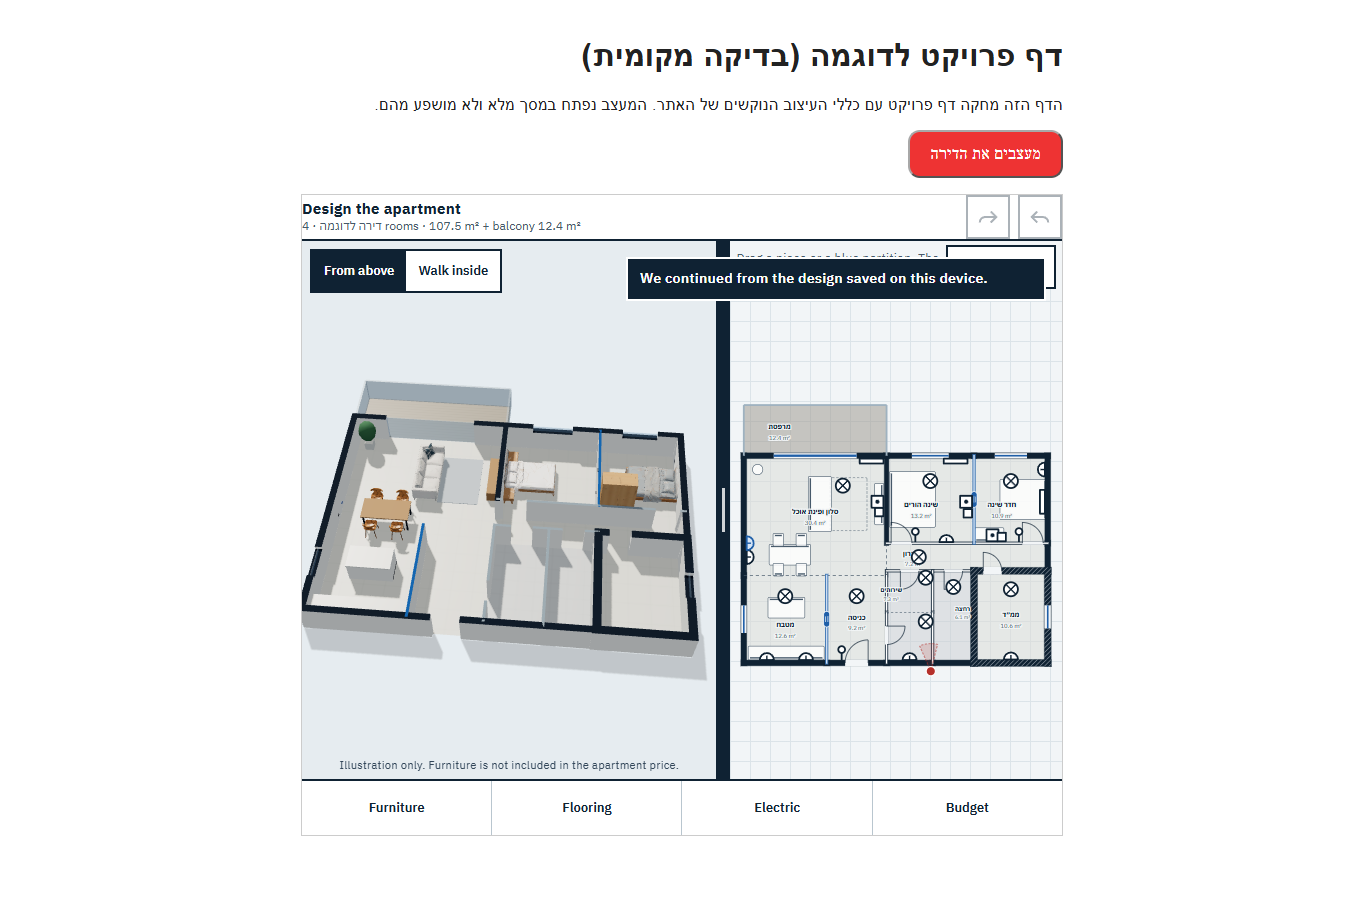 דף פרויקט לדוגמה (בדיקה מקומית)
הדף הזה מחקה דף פרויקט עם כללי העיצוב הנוקשים של האתר. המעצב נפתח במסך מלא ולא מושפע מהם.
מעצבים את הדירה
Design the apartment
דירה לדוגמה · 4 rooms · 107.5 m² + balcony 12.4 m²
From above
Walk inside
We continued from the design saved on this device.
מרפסת
12.4 m²
סלון ופינת אוכל
30.4 m²
שינה הורים
13.2 m²
חדר שינה
10.9 m²
שירותים
רחצה
ממ"ד
10.6 m²
כניסה
9.2 m²
מטבח
12.6 m²
Illustration only. Furniture is not included in the apartment price.
Furniture
Flooring
Electric
Budget